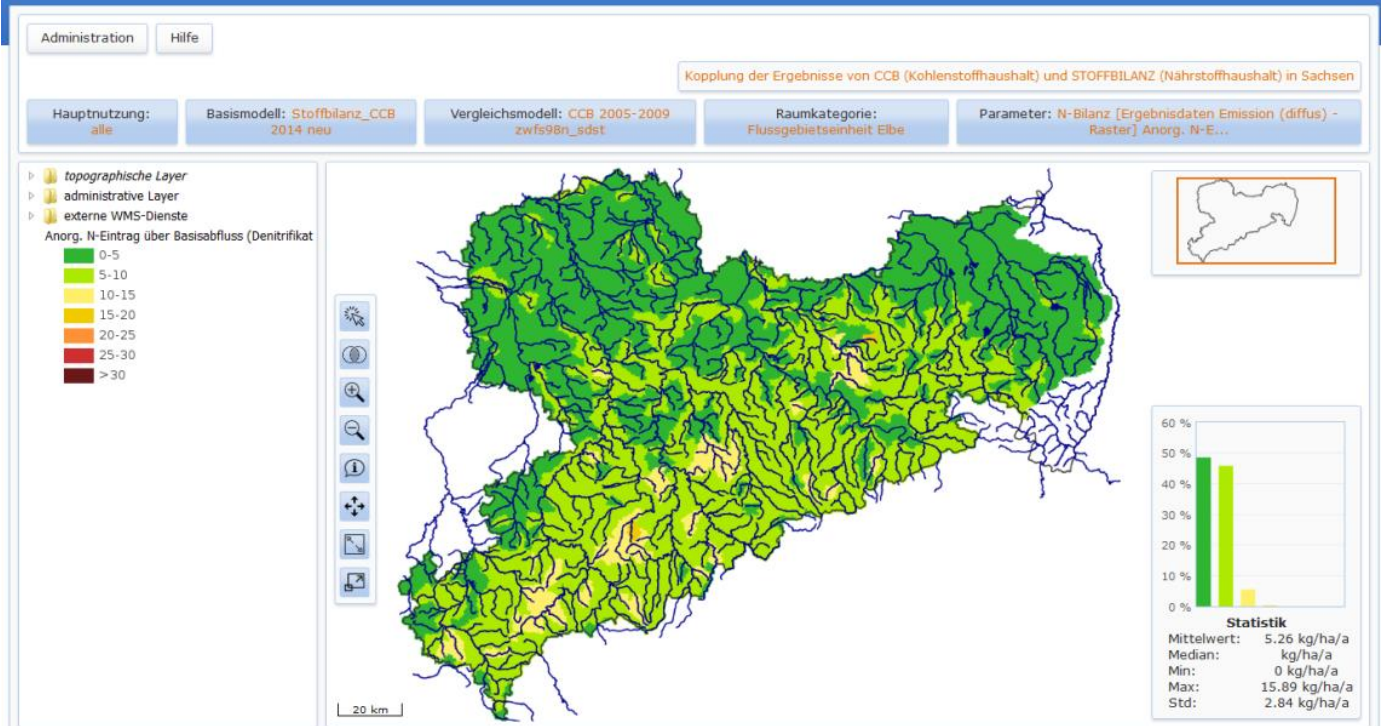 Administration
Hilfe
Kopplung der Ergebnisse von CCB (Kohlenstoffhaushalt) und STOFFBILANZ (Nährstoffhaushalt) in Sachsen
Hauptnutzung:
alle
Basismodell: Stoffbilanz_CCB
2014 neu
Vergleichsmodell: CCB 2005-2009
zwfs98n_sdst
Raumkategorie:
Flussgebietseinheit Elbe
Parameter: N-Bilanz [Ergebnisdaten Emission (diffus) -
Raster] Anorg. N-E...
topographische Layer
administrative Layer
externe WMS-Dienste
Anorg. N-Eintrag über Basisabfluss (Denitrifikat
0-5
5-10
10-15
15-20
20-25
25-30
>30
20 km
60 %
50 %
40 %
30 %
20 %
10 %
0 %
Statistik
Mittelwert: 5.26 kg/ha/a
Median: kg/ha/a
Min: 0 kg/ha/a
Max: 15.89 kg/ha/a
Std: 2.84 kg/ha/a